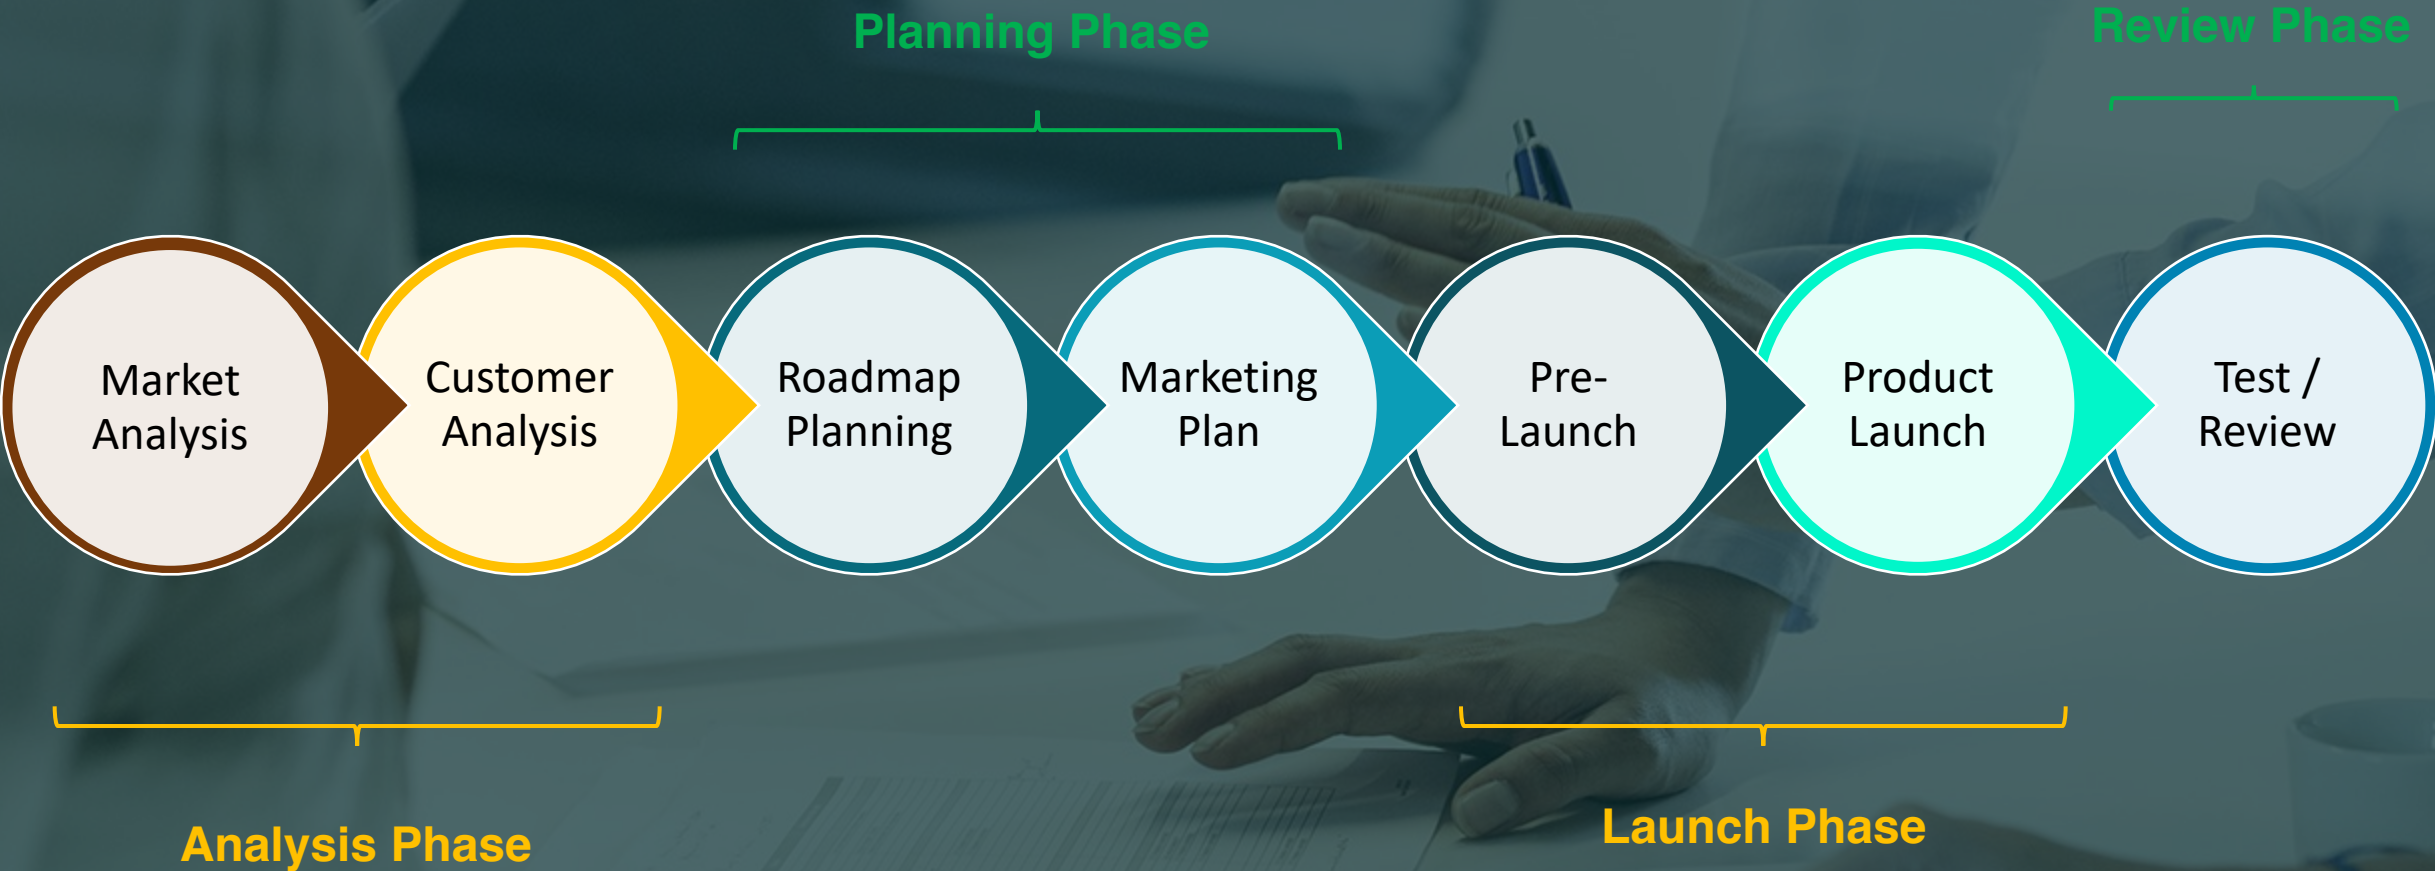 Planning Phase
Review Phase
Market
Analysis
Customer
Analysis
Roadmap
Planning
Marketing
Plan
Pre-
Launch
Product
Launch
Test /
Review
Analysis Phase
Launch Phase